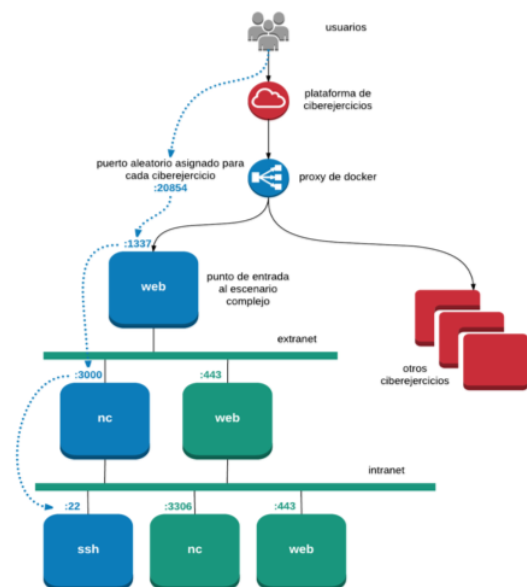 usuarios
plataforma de
ciberejercicios
puerto aleatorio asignado para
cada ciberejercicio
:20854
proxy de docker
:1337
web
punto de entrada
al escenario
complejo
extranet
otros
ciberejercicios
:3000
:443
nc
web
intranet
:22
:3306
:443
ssh
nc
web